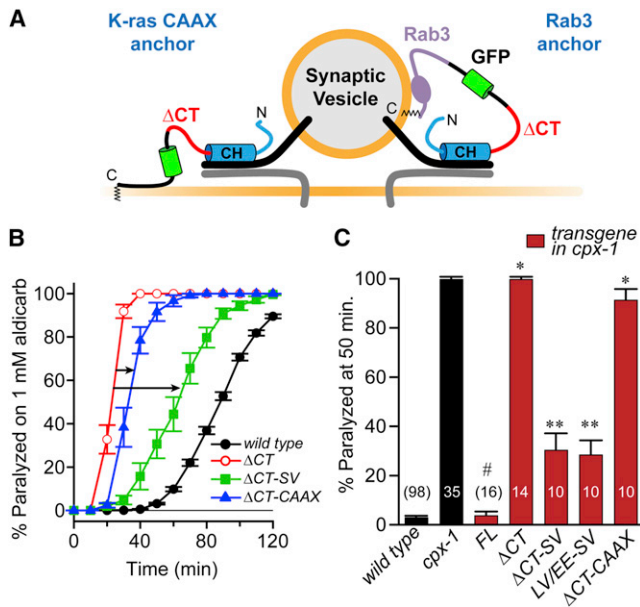 A
K-ras CAAX
anchor
Rab3
anchor
Rab3
GFP
Synaptic
Vesicle
C
N
N
ΔCT
ΔCT
CH
CH
C
B
% Paralyzed on 1 mM aldicarb
100
80
60
40
20
0
0
40
80
120
Time (min)
wild type
ΔCT
ΔCT-SV
ΔCT-CAAX
C
transgene
in cpx-1
% Paralyzed at 50 min.
100
80
60
40
20
0
*
*
**
**
#
(98)
35
(16)
14
10
10
10
wild type
cpx-1
FL
ΔCT
ΔCT-SV
LV/EE-SV
ΔCT-CAAX